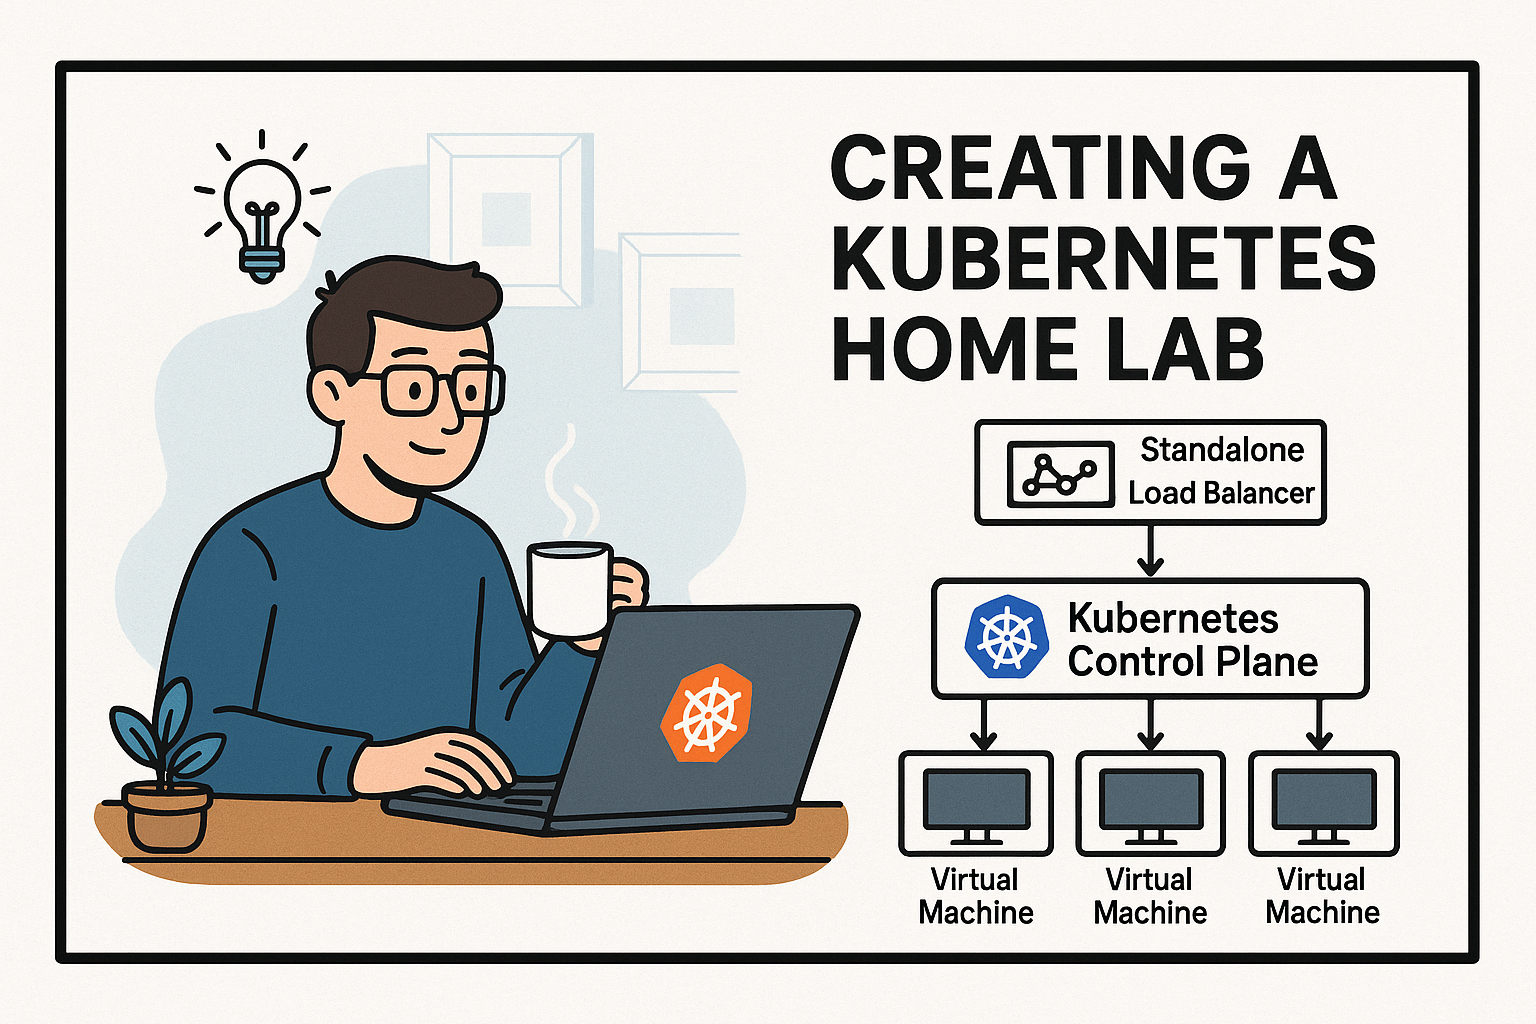 CREATING A
KUBERNETES
HOME LAB
Standalone
Load Balancer
Kubernetes
Control Plane
Virtual
Machine
Virtual
Machine
Virtual
Machine